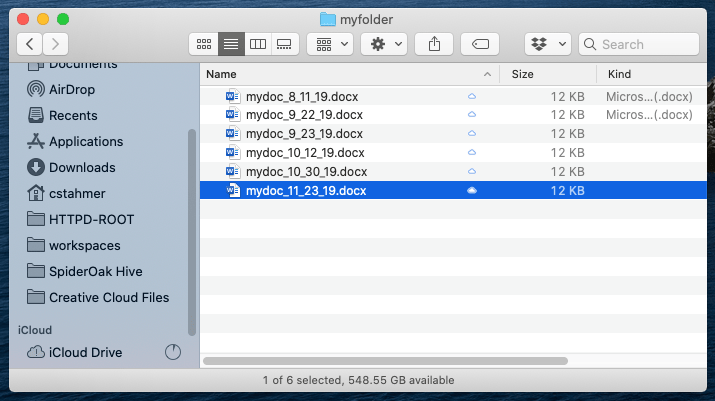 myfolder
Search
Documents
AirDrop
Recents
Applications
Downloads
cstahmer
HTTPD-ROOT
workspaces
SpiderOak Hive
Creative Cloud Files
iCloud
iCloud Drive
Name Size Kind
mydoc_8_11_19.docx 12 KB Micros...(.docx)
mydoc_9_22_19.docx 12 KB Micros...(.docx)
mydoc_9_23_19.docx 12 KB
mydoc_10_12_19.docx 12 KB
mydoc_10_30_19.docx 12 KB
mydoc_11_23_19.docx 12 KB
1 of 6 selected, 548.55 GB available